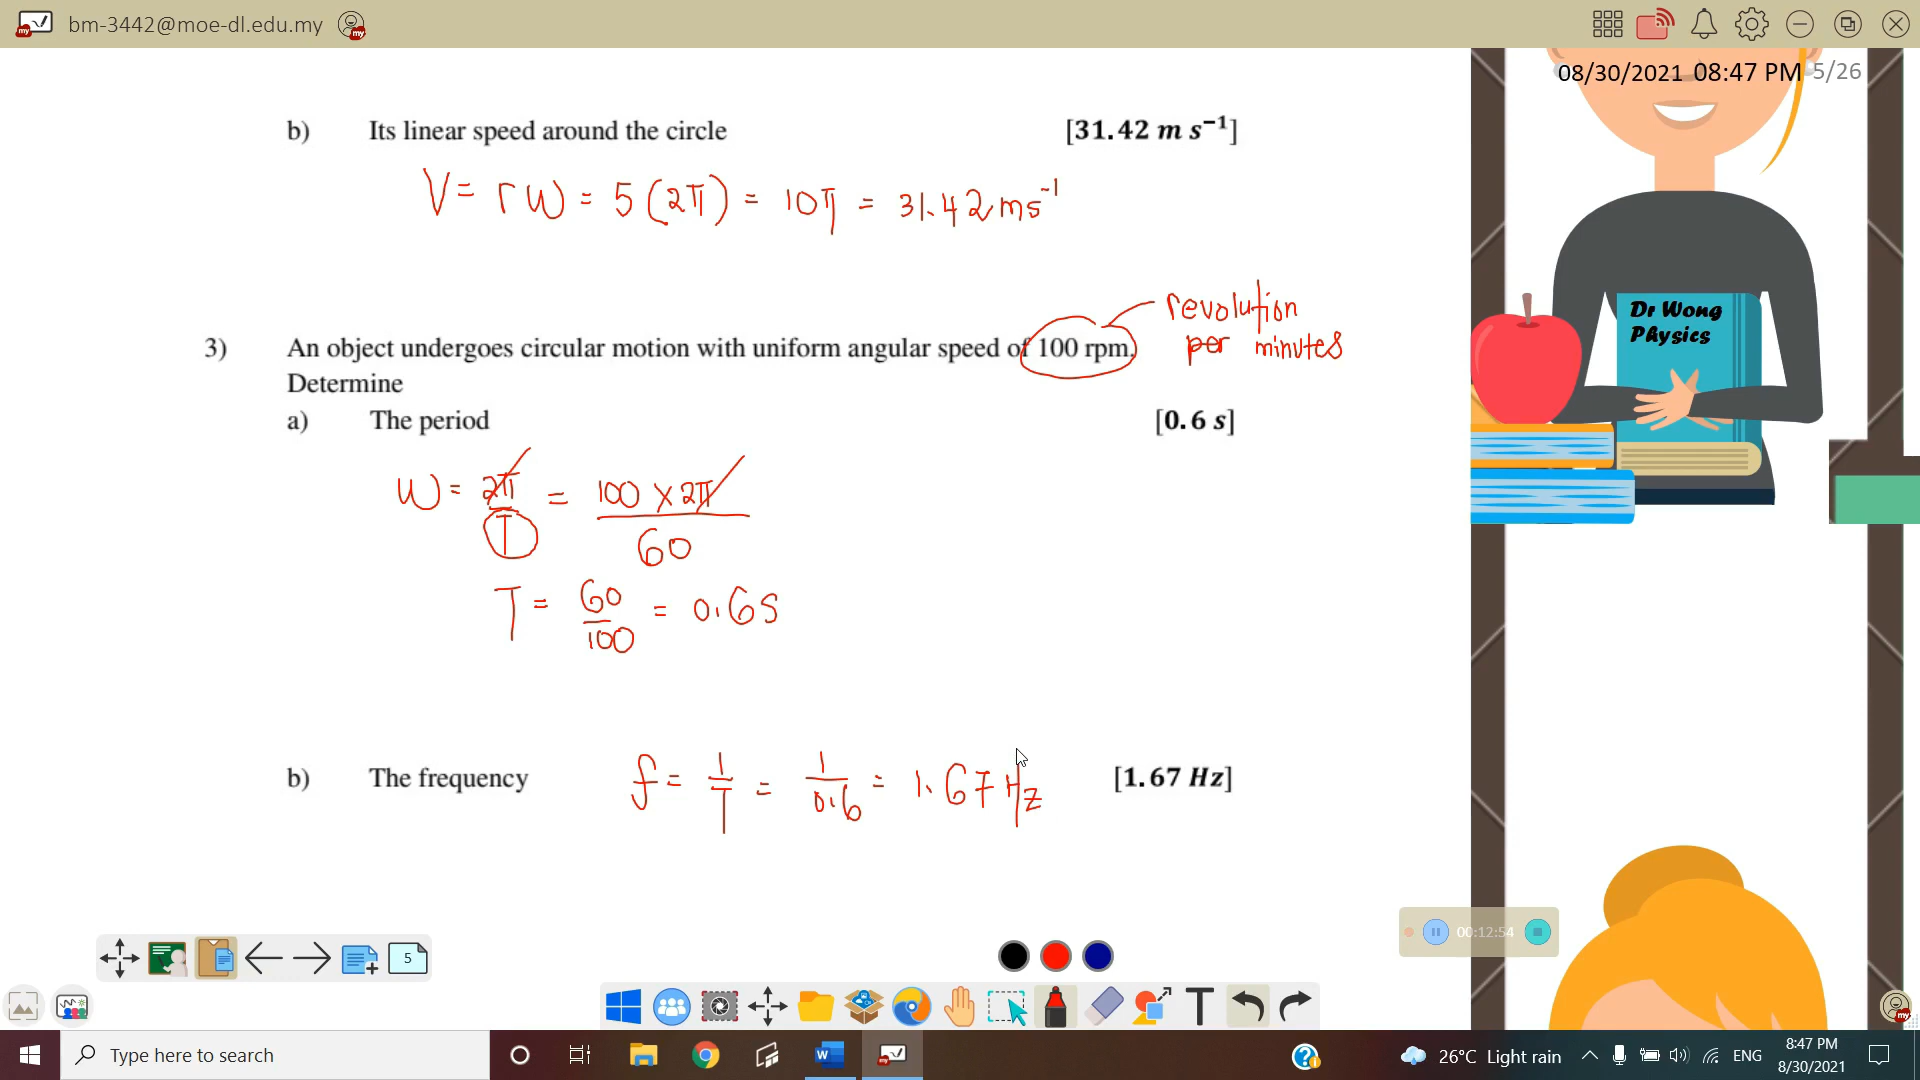 bm-3442@moe-dl.edu.my
08/30/2021 08:47 PM 5/26
b) Its linear speed around the circle [31.42 m s⁻¹]
V = rω = 5 (2π) = 10π = 31.42 ms⁻¹
revolution
per minutes
3) An object undergoes circular motion with uniform angular speed of 100 rpm.
Determine
a) The period [0.6 s]
ω = 2π/T = 100 × 2π / 60
T = 60/100 = 0.6s
b) The frequency f = 1/T = 1/0.6 = 1.67 Hz [1.67 Hz]
Dr Wong
Physics
00:12:54
5
Type here to search
26°C Light rain
ENG
8:47 PM
8/30/2021